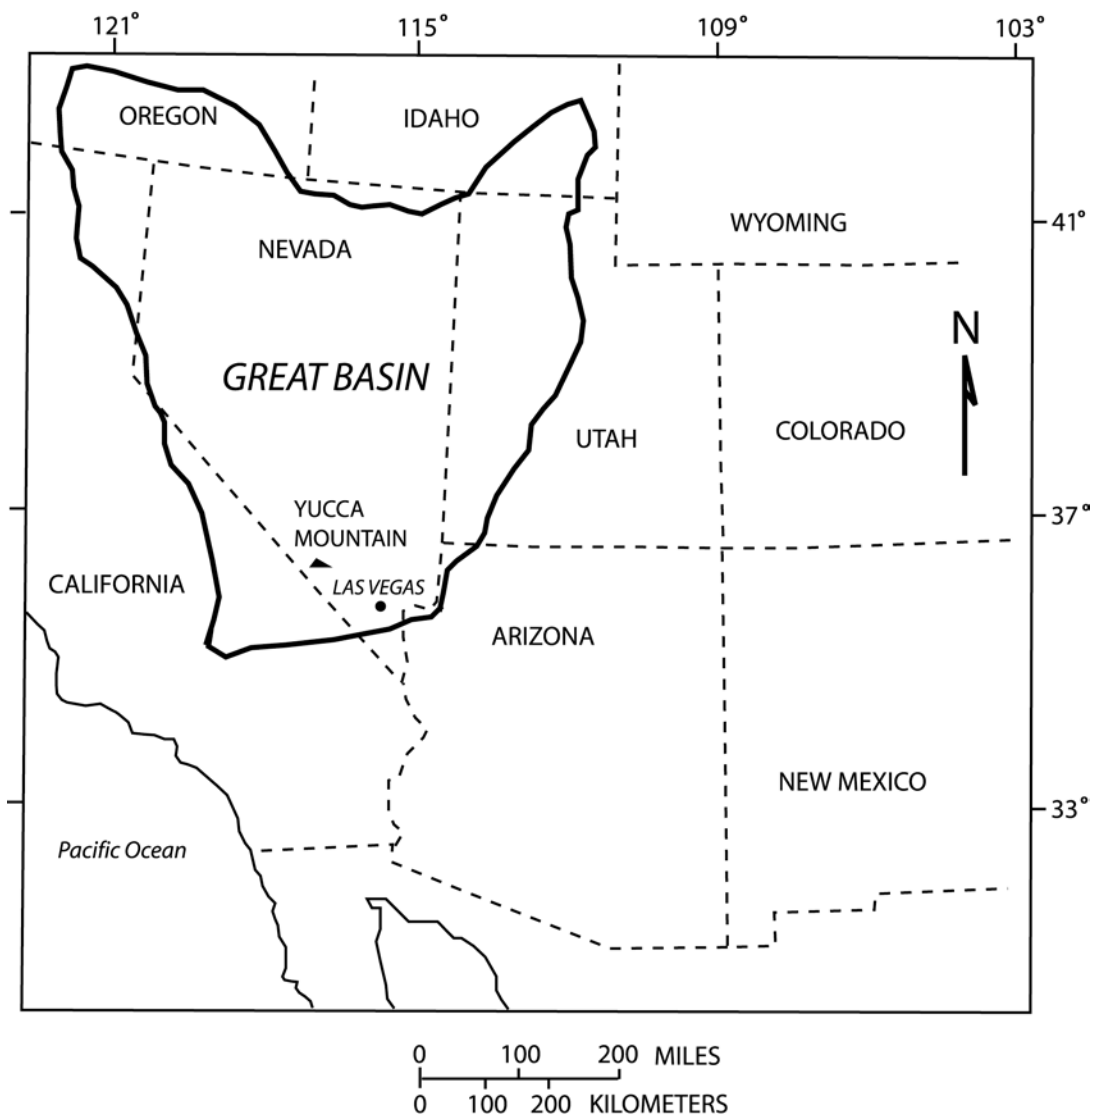 121°
115°
109°
103°
OREGON
IDAHO
WYOMING
41°
NEVADA
N
GREAT BASIN
UTAH
COLORADO
YUCCA
MOUNTAIN
37°
CALIFORNIA
LAS VEGAS
ARIZONA
NEW MEXICO
33°
Pacific Ocean
0 100 200 MILES
0 100 200 KILOMETERS